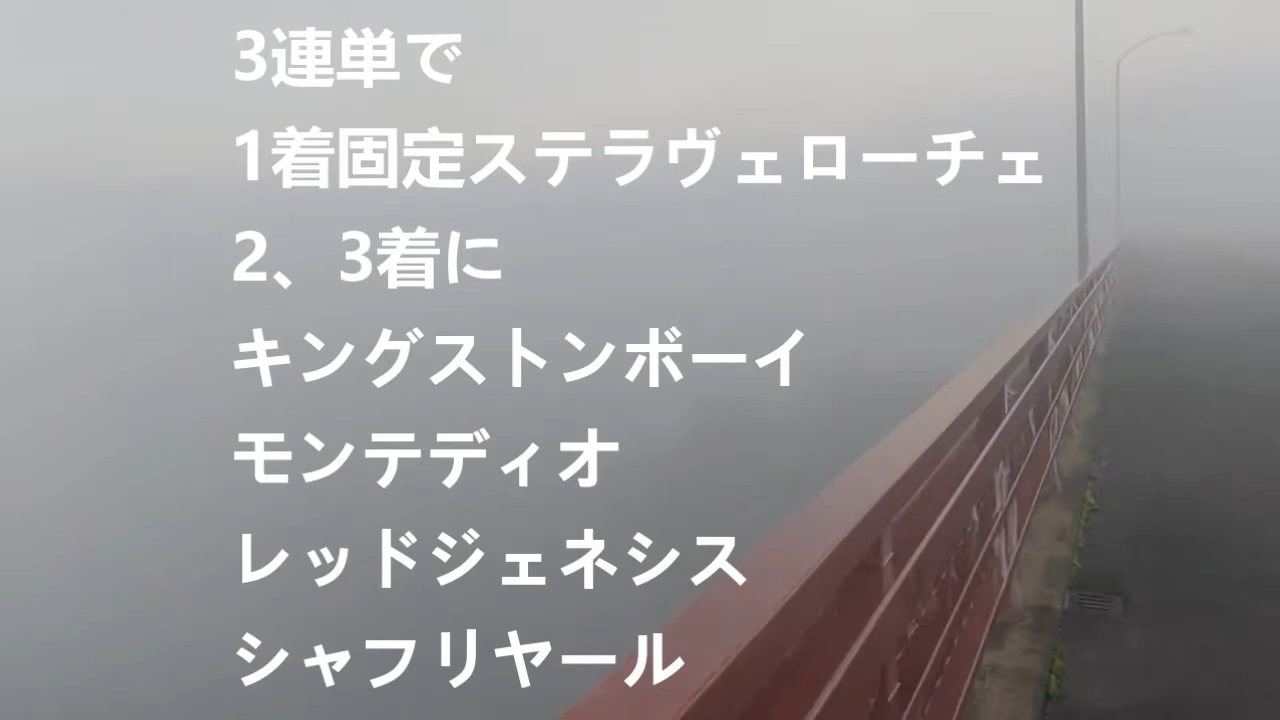 3連単で
1着固定ステラヴェローチェ
2、3着に
キングストンボーイ
モンテディオ
レッドジェネシス
シャフリヤール